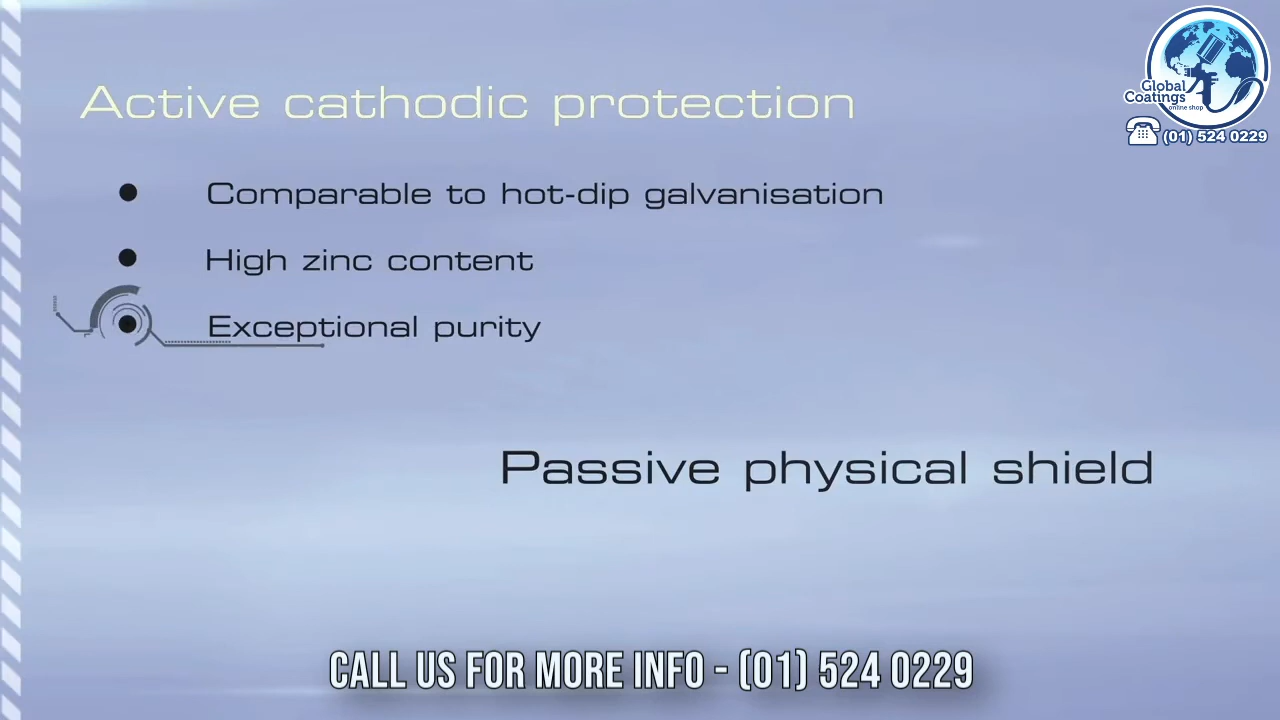 Global
Coatings
online shop
(01) 524 0229
Active cathodic protection
Comparable to hot-dip galvanisation
High zinc content
Exceptional purity
Passive physical shield
CALL US FOR MORE INFO - (01) 524 0229